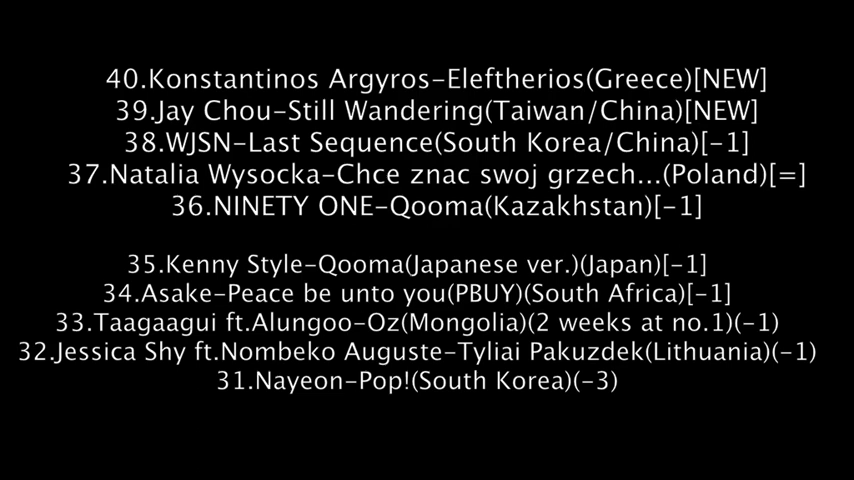 40.Konstantinos Argyros-Eleftherios(Greece)[NEW]
39.Jay Chou-Still Wandering(Taiwan/China)[NEW]
38.WJSN-Last Sequence(South Korea/China)[-1]
37.Natalia Wysocka-Chce znac swoj grzech...(Poland)[=]
36.NINETY ONE-Qooma(Kazakhstan)[-1]
35.Kenny Style-Qooma(Japanese ver.)(Japan)[-1]
34.Asake-Peace be unto you(PBUY)(South Africa)[-1]
33.Taagaagui ft.Alungoo-Oz(Mongolia)(2 weeks at no.1)(-1)
32.Jessica Shy ft.Nombeko Auguste-Tyliai Pakuzdek(Lithuania)(-1)
31.Nayeon-Pop!(South Korea)(-3)